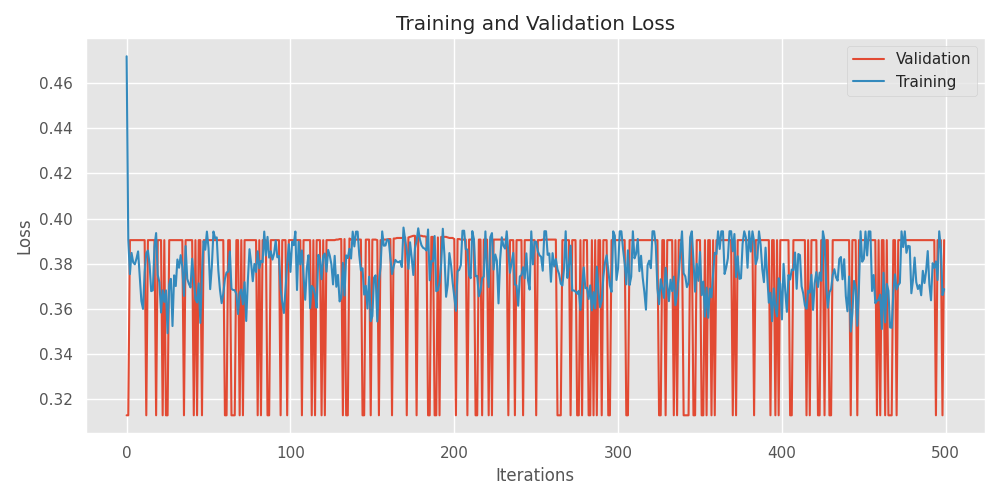 Training and Validation Loss
Validation
Training
Loss
0.46
0.44
0.42
0.40
0.38
0.36
0.34
0.32
0
100
200
300
400
500
Iterations